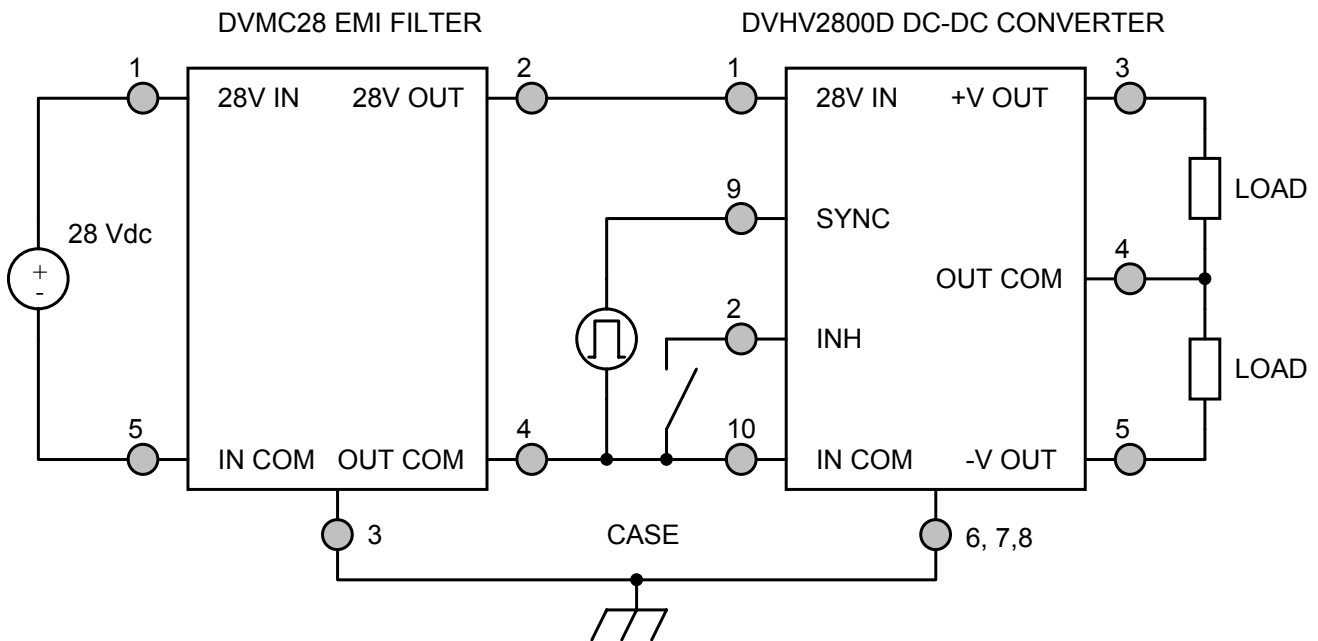 DVMC28 EMI FILTER
DVHV2800D DC-DC CONVERTER
1
2
1
3
28V IN
28V OUT
28V IN
+V OUT
9
SYNC
LOAD
28 Vdc
+
-
4
OUT COM
2
INH
LOAD
5
4
10
5
IN COM
OUT COM
IN COM
-V OUT
3
CASE
6, 7,8